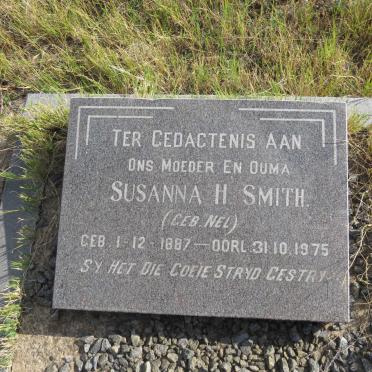 TER GEDACTENIS AAN
ONS MOEDER EN OUMA
SUSANNA H SMITH.
(GEB. NEL)
GEB. 1-12-1887 — OORL. 31.10.1975
SY HET DIE GOEIE STRYD GESTRY